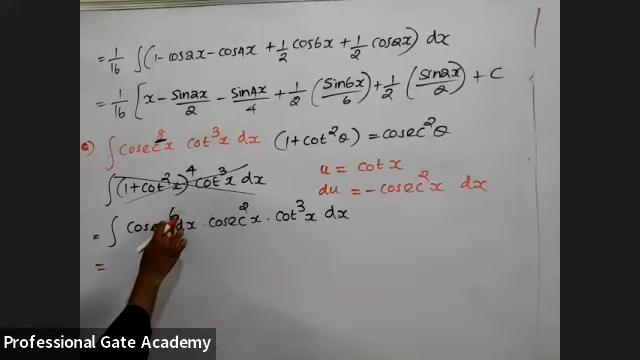 = 1/16 ∫(1-cos2x-cos4x+1/2 cos6x+1/2 cos2x) dx
= 1/16 [x - sin2x/2 - sin4x/4 + 1/2 (sin6x/6) + 1/2 (sin2x/2) + C
Q) ∫ cosec⁸x cot³x dx (1+cot²θ) = cosec²θ
∫(1+cot²x)⁴ cot³x dx u = cot x
du = -cosec²x dx
= ∫ cosec⁶ dx . cosec²x . cot³x dx
=
Professional Gate Academy